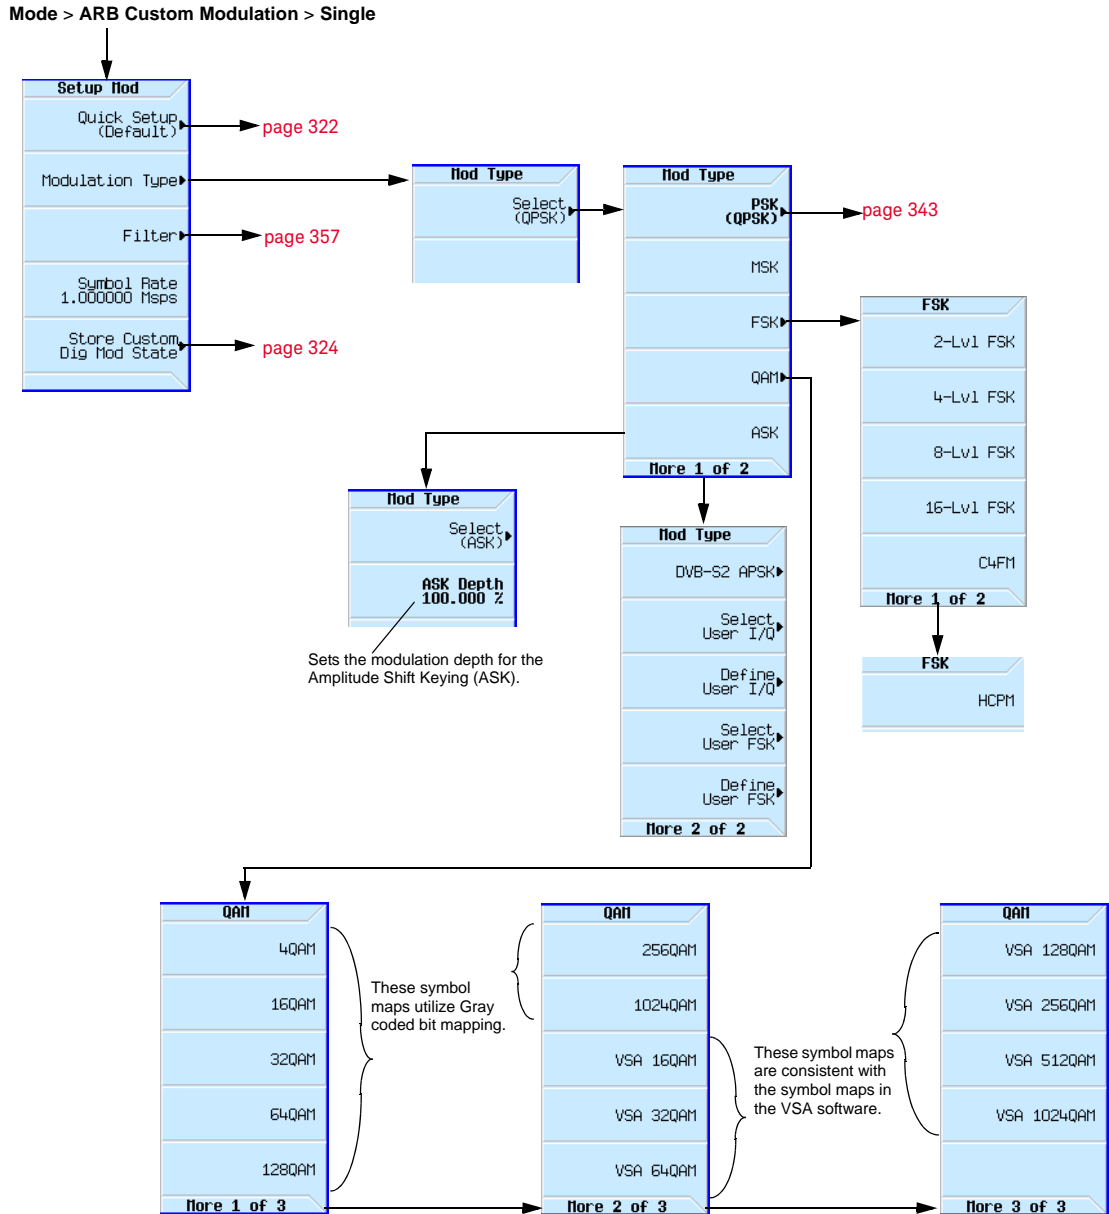 Mode > ARB Custom Modulation > Single
Setup Mod
Quick Setup
(Default)
page 322
Modulation Type
Filter
page 357
Symbol Rate
1.000000 Msps
Store Custom
Dig Mod State
page 324
Mod Type
Select
(QPSK)
Mod Type
PSK
(QPSK)
page 343
MSK
FSK
QAM
ASK
More 1 of 2
FSK
2-Lvl FSK
4-Lvl FSK
8-Lvl FSK
16-Lvl FSK
C4FM
More 1 of 2
FSK
HCPM
Mod Type
Select
(ASK)
ASK Depth
100.000 %
Sets the modulation depth for the
Amplitude Shift Keying (ASK).
Mod Type
DVB-S2 APSK
Select
User I/Q
Define
User I/Q
Select
User FSK
Define
User FSK
More 2 of 2
QAM
4QAM
16QAM
32QAM
64QAM
128QAM
More 1 of 3
These symbol
maps utilize Gray
coded bit mapping.
QAM
256QAM
1024QAM
VSA 16QAM
VSA 32QAM
VSA 64QAM
More 2 of 3
These symbol maps
are consistent with
the symbol maps in
the VSA software.
QAM
VSA 128QAM
VSA 256QAM
VSA 512QAM
VSA 1024QAM
More 3 of 3